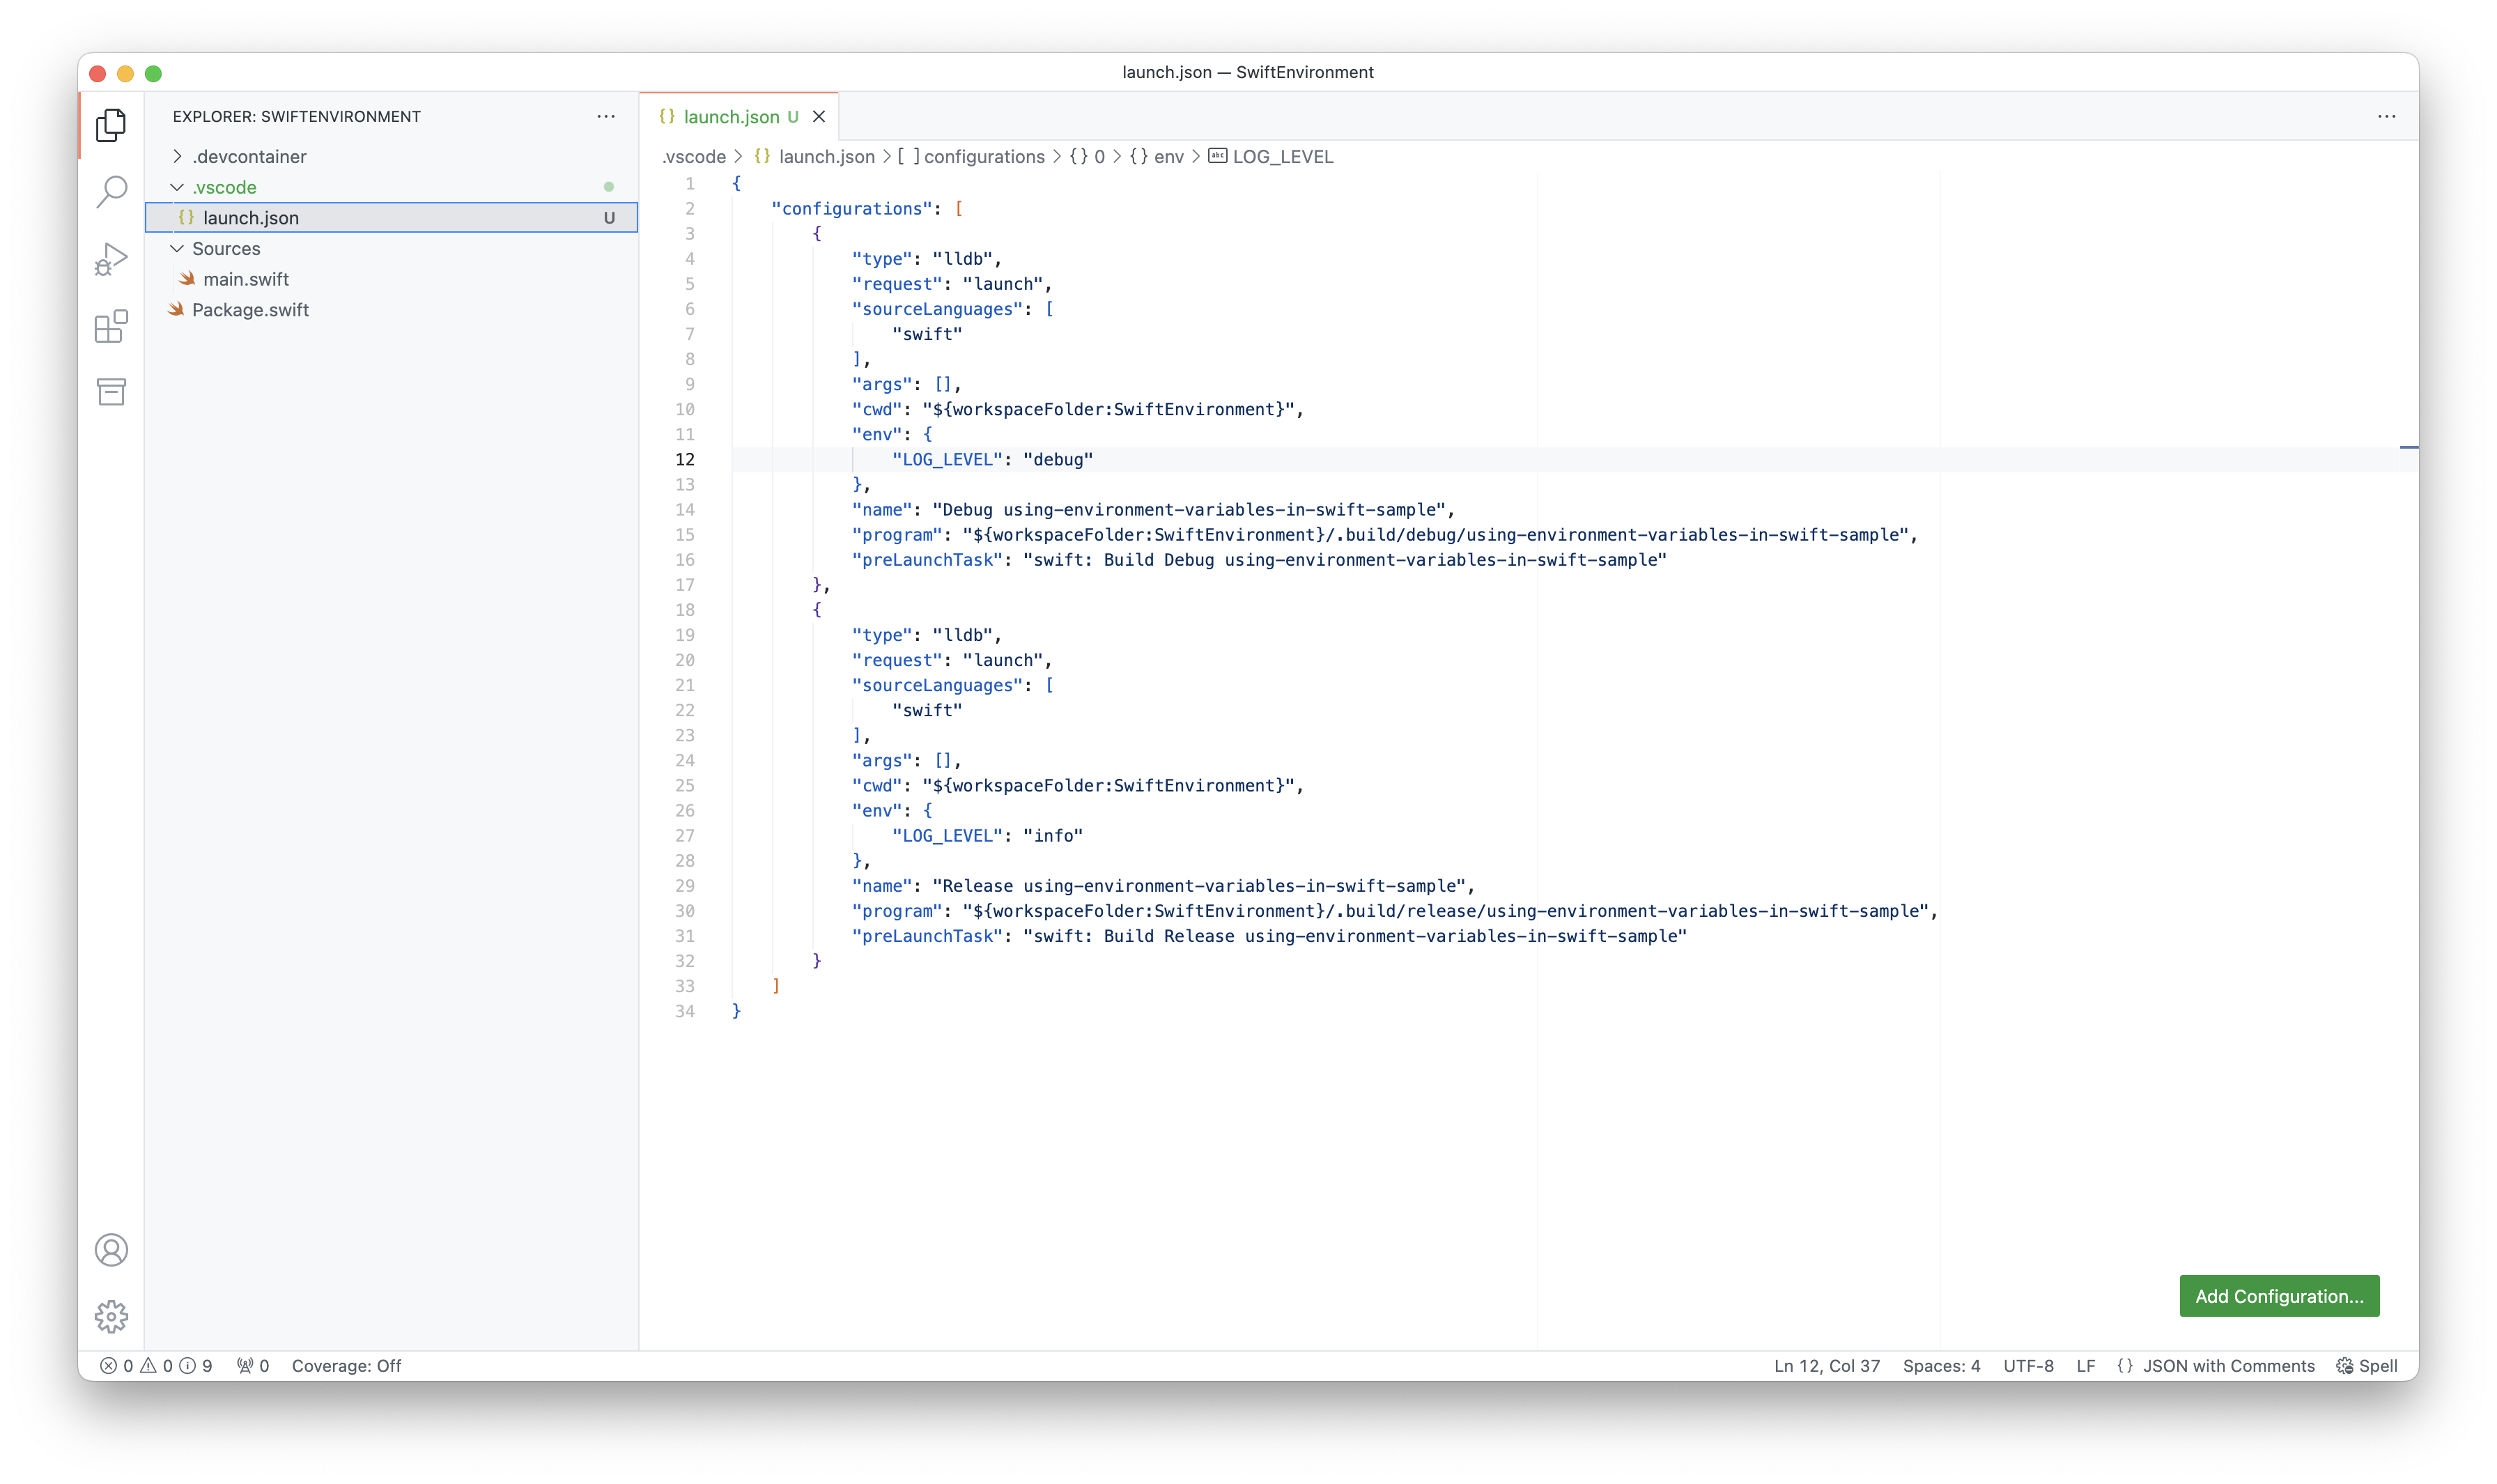 launch.json — SwiftEnvironment
EXPLORER: SWIFTENVIRONMENT
.devcontainer
.vscode
launch.json U
Sources
main.swift
Package.swift
launch.json U
.vscode > {} launch.json > [ ] configurations > {} 0 > {} env > abc LOG_LEVEL
1 {
2 "configurations": [
3 {
4 "type": "lldb",
5 "request": "launch",
6 "sourceLanguages": [
7 "swift"
8 ],
9 "args": [],
10 "cwd": "${workspaceFolder:SwiftEnvironment}",
11 "env": {
12 "LOG_LEVEL": "debug"
13 },
14 "name": "Debug using-environment-variables-in-swift-sample",
15 "program": "${workspaceFolder:SwiftEnvironment}/.build/debug/using-environment-variables-in-swift-sample",
16 "preLaunchTask": "swift: Build Debug using-environment-variables-in-swift-sample"
17 },
18 {
19 "type": "lldb",
20 "request": "launch",
21 "sourceLanguages": [
22 "swift"
23 ],
24 "args": [],
25 "cwd": "${workspaceFolder:SwiftEnvironment}",
26 "env": {
27 "LOG_LEVEL": "info"
28 },
29 "name": "Release using-environment-variables-in-swift-sample",
30 "program": "${workspaceFolder:SwiftEnvironment}/.build/release/using-environment-variables-in-swift-sample",
31 "preLaunchTask": "swift: Build Release using-environment-variables-in-swift-sample"
32 }
33 ]
34 }
Add Configuration...
0 0 9 0 Coverage: Off Ln 12, Col 37 Spaces: 4 UTF-8 LF {} JSON with Comments Spell